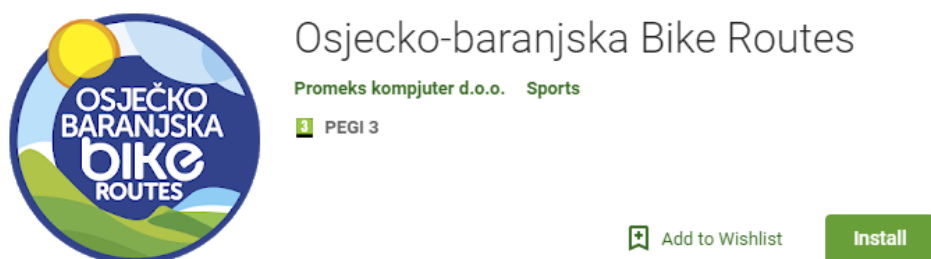 OSJEČKO
BARANJSKA
bike
ROUTES
Osjecko-baranjska Bike Routes
Promeks kompjuter d.o.o. Sports
3 PEGI 3
Add to Wishlist Install